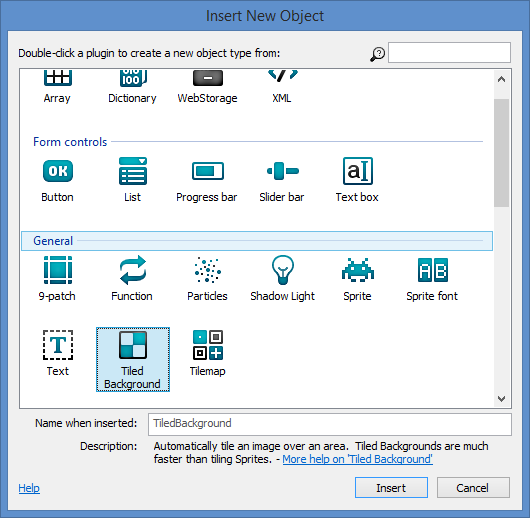 Insert New Object
Double-click a plugin to create a new object type from:
Array Dictionary WebStorage XML
Form controls
OK aI
Button List Progress bar Slider bar Text box
General
AB
9-patch Function Particles Shadow Light Sprite Sprite font
T
Text Tiled Background Tilemap
Name when inserted: TiledBackground
Description: Automatically tile an image over an area. Tiled Backgrounds are much
faster than tiling Sprites. - More help on 'Tiled Background'
Help Insert Cancel